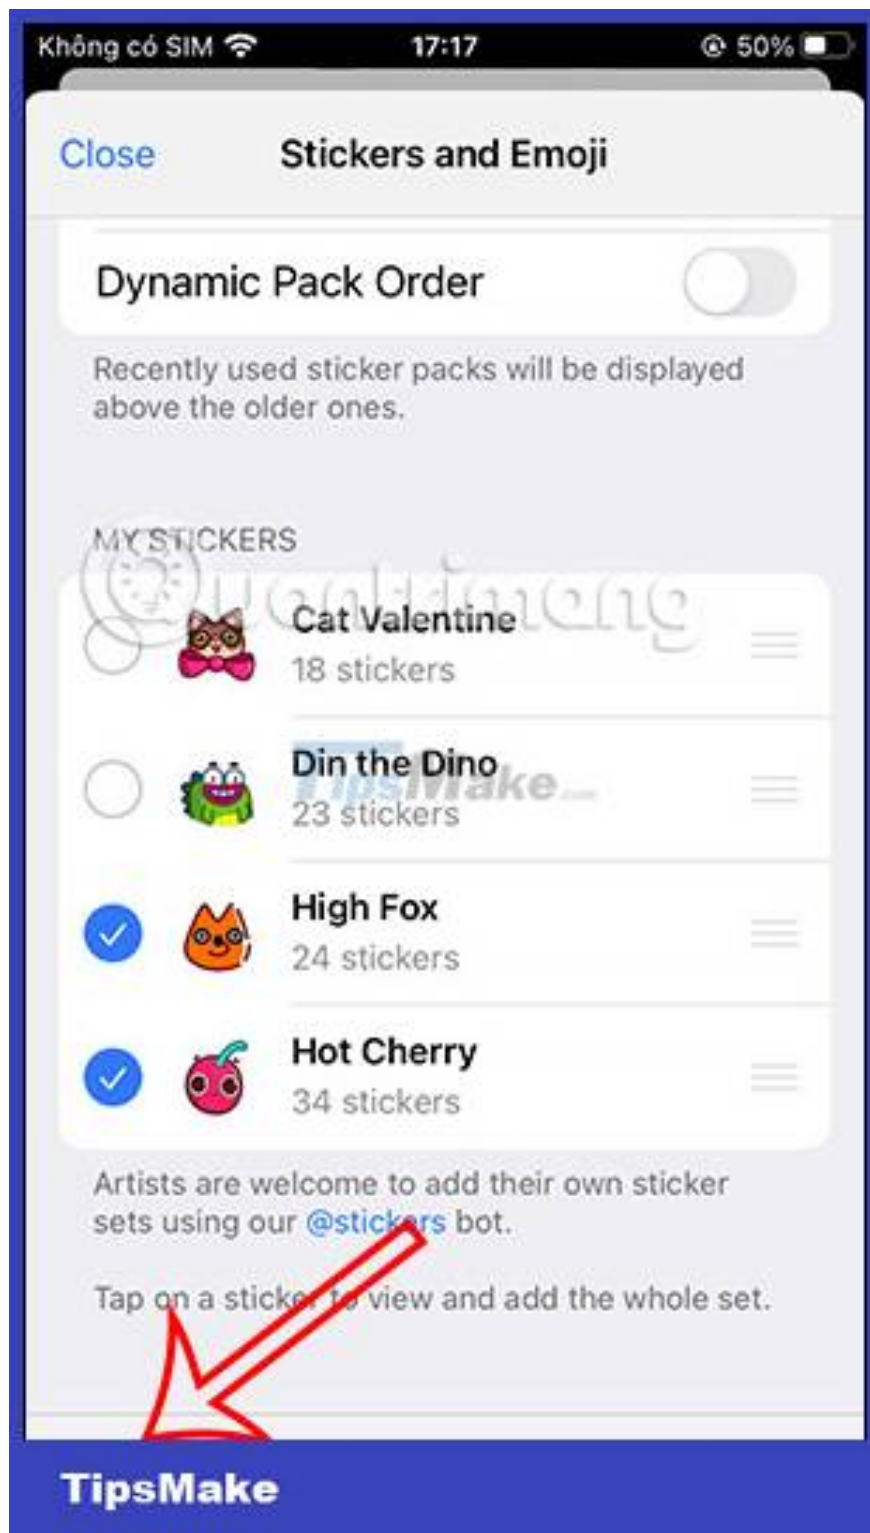 Không có SIM 17:17 50%
Close Stickers and Emoji
Dynamic Pack Order
Recently used sticker packs will be displayed
above the older ones.
MY STICKERS
Quantrimang
Cat Valentine
18 stickers
Din the Dino
TipsMake.com
23 stickers
High Fox
24 stickers
Hot Cherry
34 stickers
Artists are welcome to add their own sticker
sets using our @stickers bot.
Tap on a sticker to view and add the whole set.
TipsMake